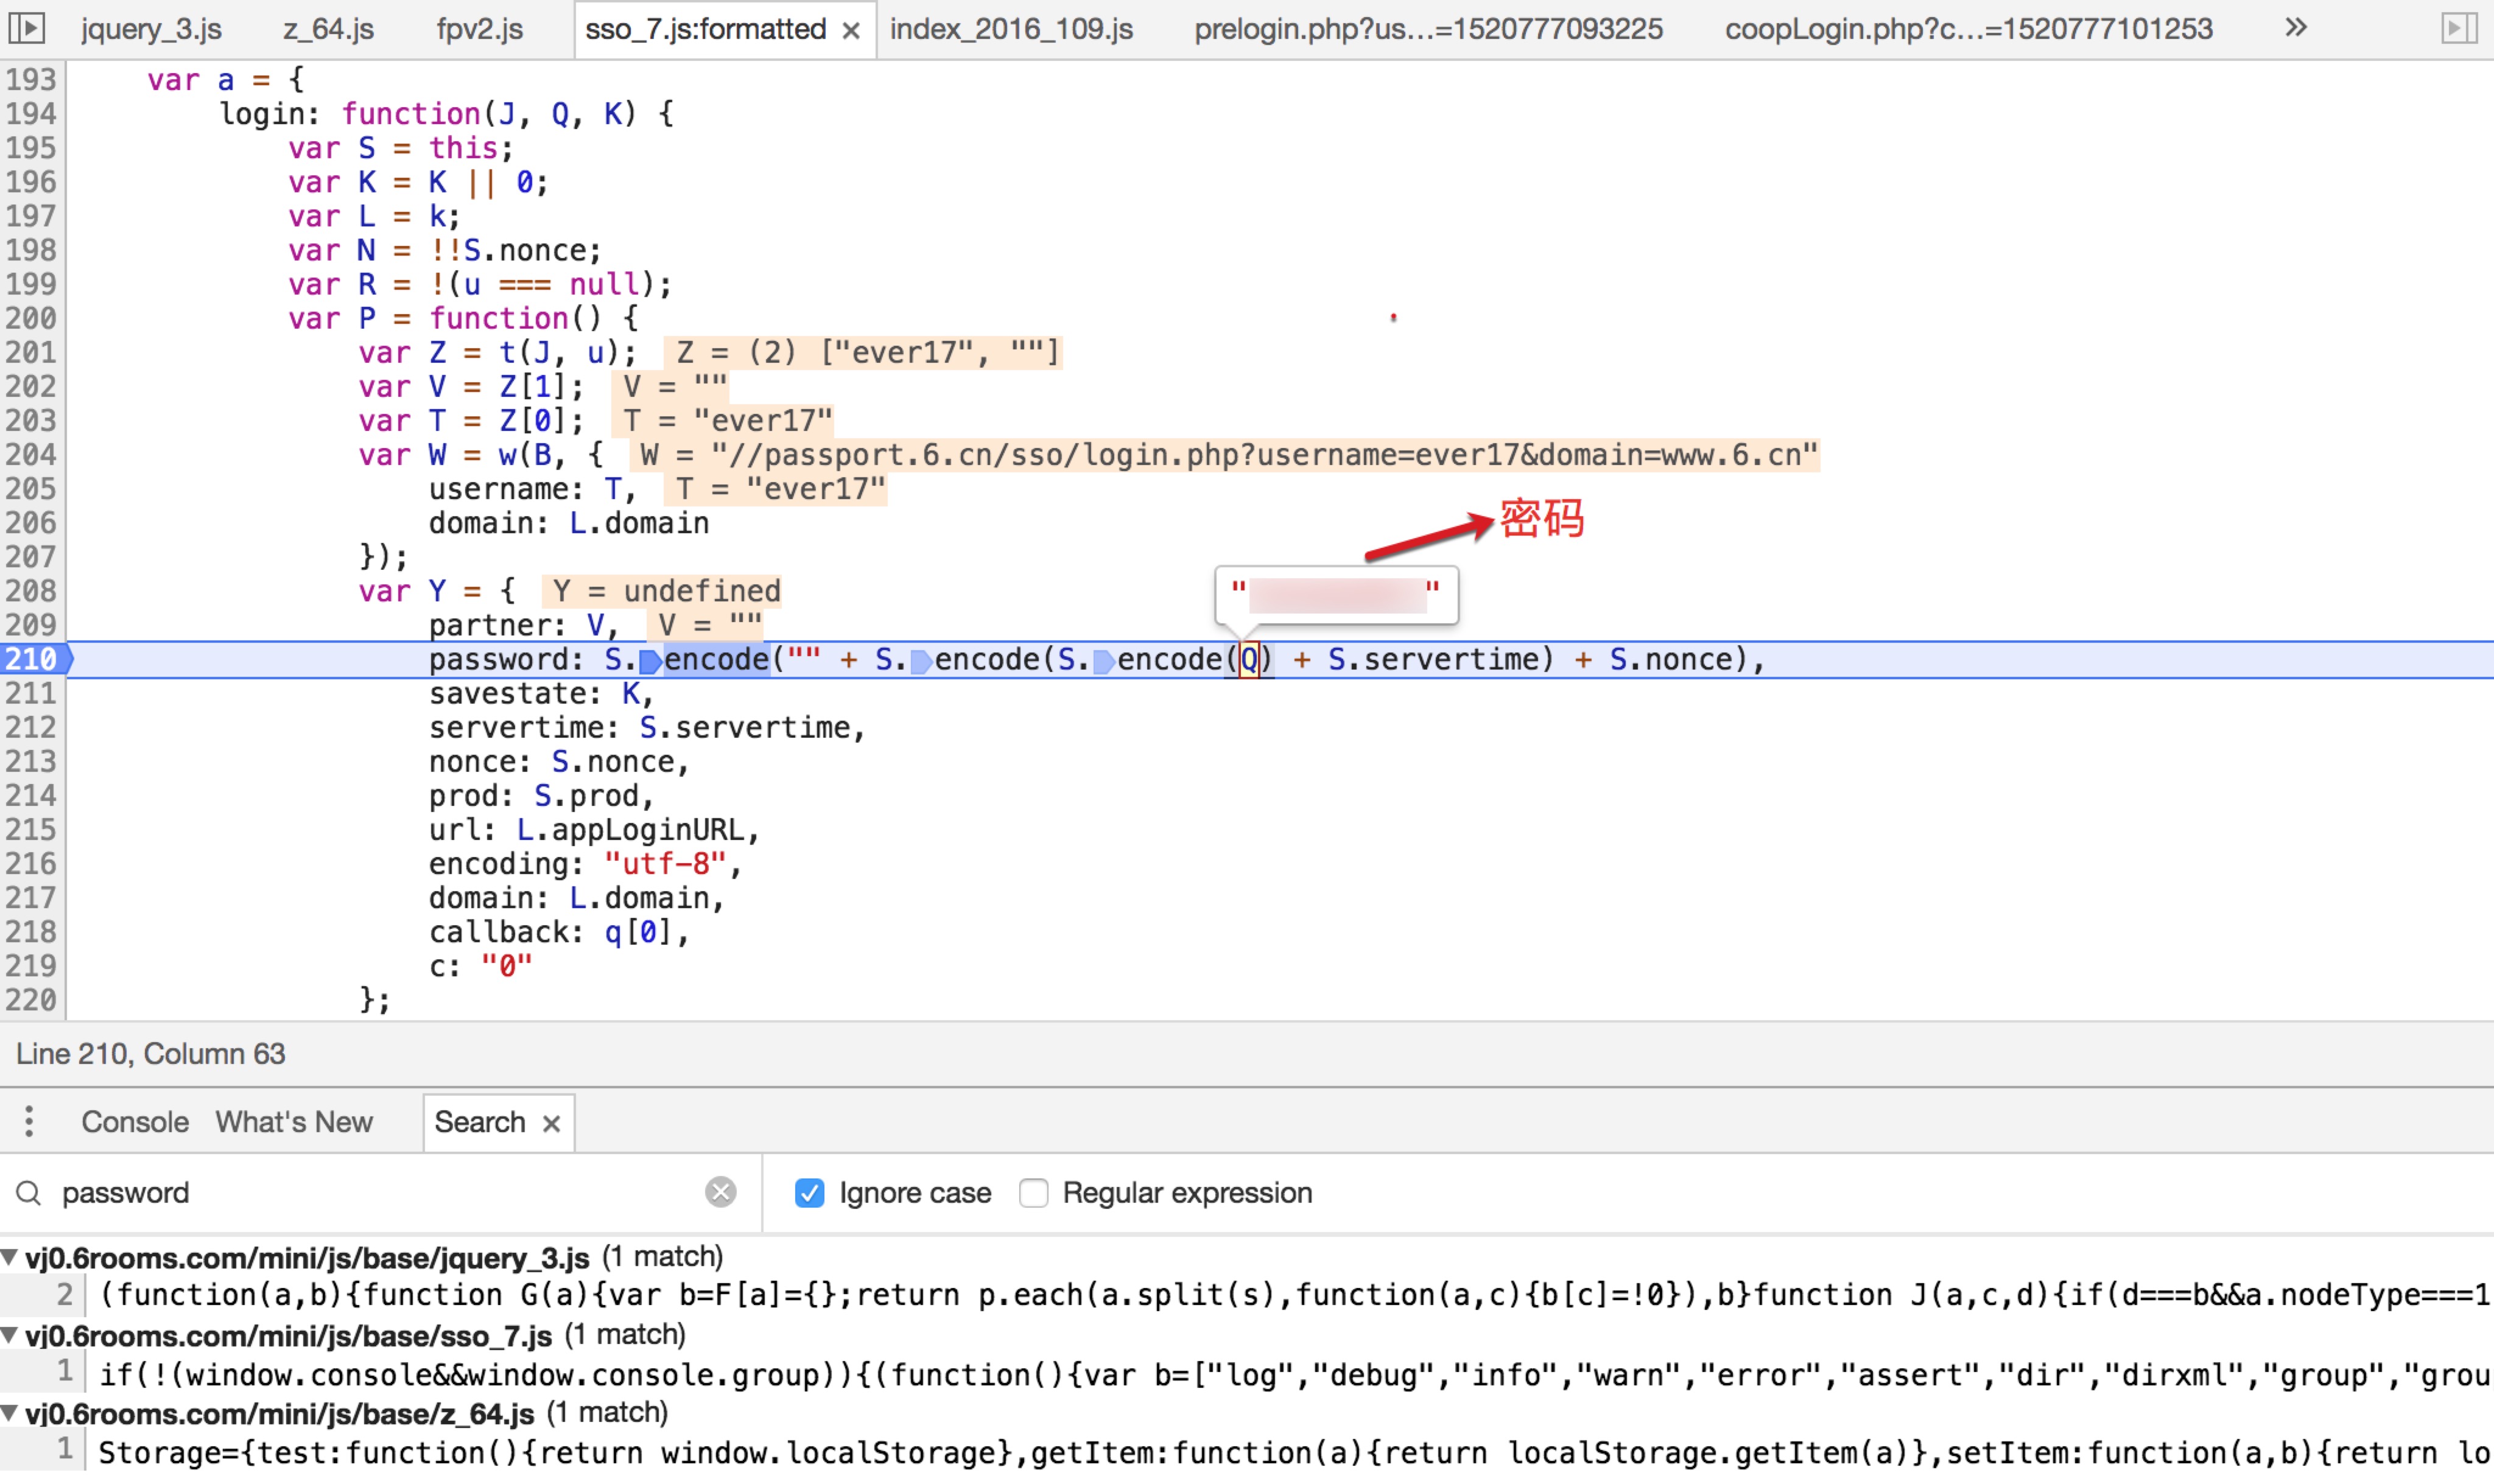 jquery_3.js z_64.js fpv2.js sso_7.js:formatted × index_2016_109.js prelogin.php?us...=1520777093225 coopLogin.php?c...=1520777101253 »
193 var a = {
194 login: function(J, Q, K) {
195 var S = this;
196 var K = K || 0;
197 var L = k;
198 var N = !!S.nonce;
199 var R = !(u === null);
200 var P = function() {
201 var Z = t(J, u); Z = (2) ["ever17", ""]
202 var V = Z[1]; V = ""
203 var T = Z[0]; T = "ever17"
204 var W = w(B, { W = "//passport.6.cn/sso/login.php?username=ever17&domain=www.6.cn"
205 username: T, T = "ever17"
206 domain: L.domain
密码
207 });
208 var Y = { Y = undefined
" "
209 partner: V, V = ""
210 password: S.encode("" + S.encode(S.encode(Q) + S.servertime) + S.nonce),
211 savestate: K,
212 servertime: S.servertime,
213 nonce: S.nonce,
214 prod: S.prod,
215 url: L.appLoginURL,
216 encoding: "utf-8",
217 domain: L.domain,
218 callback: q[0],
219 c: "0"
220 };
Line 210, Column 63
Console What's New Search ×
password Ignore case Regular expression
vj0.6rooms.com/mini/js/base/jquery_3.js (1 match)
2 (function(a,b){function G(a){var b=F[a]={};return p.each(a.split(s),function(a,c){b[c]=!0}),b}function J(a,c,d){if(d===b&&a.nodeType===1
vj0.6rooms.com/mini/js/base/sso_7.js (1 match)
1 if(!(window.console&&window.console.group)){(function(){var b=["log","debug","info","warn","error","assert","dir","dirxml","group","grou
vj0.6rooms.com/mini/js/base/z_64.js (1 match)
1 Storage={test:function(){return window.localStorage},getItem:function(a){return localStorage.getItem(a)},setItem:function(a,b){return lo